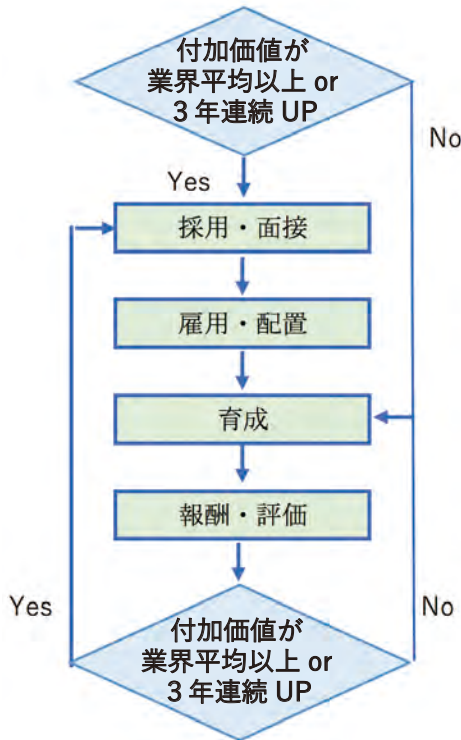 付加価値が
業界平均以上 or
3 年連続 UP
No
Yes
採用・面接
雇用・配置
育成
報酬・評価
Yes
No
付加価値が
業界平均以上 or
3 年連続 UP